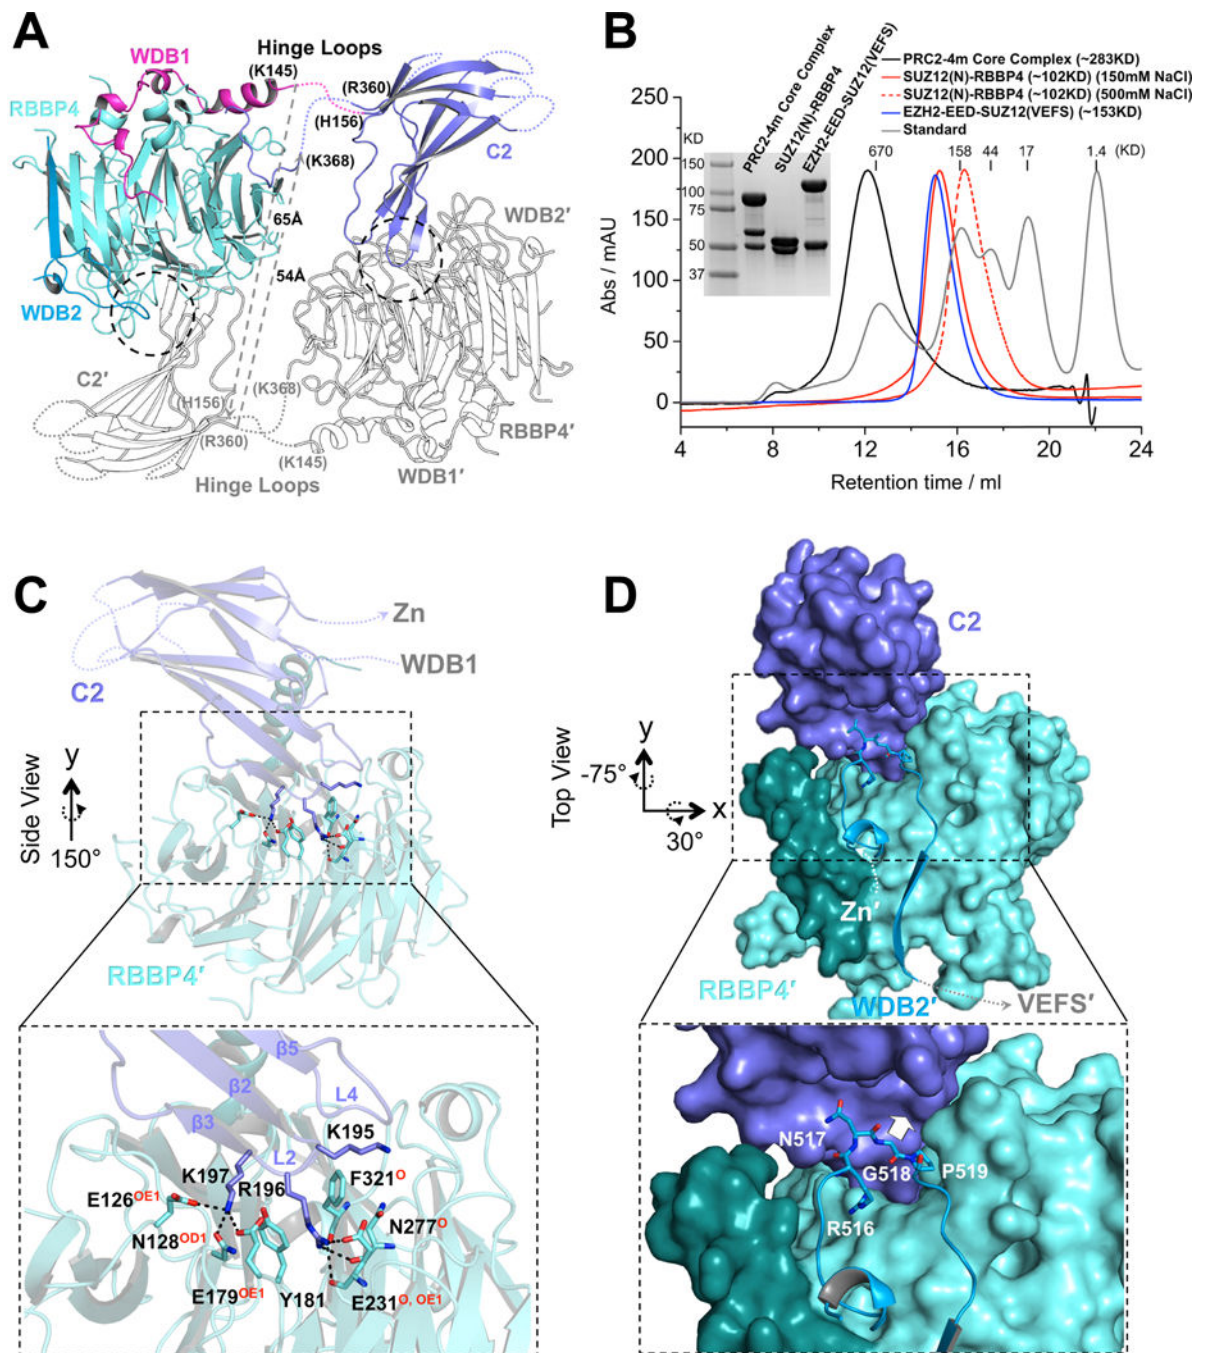 A
Hinge Loops
WDB1
(K145)
(R360)
RBBP4
(H156)
(K368)
C2
65Å
WDB2′
54Å
WDB2
C2′
(H156)
(K368)
(R360)
(K145)
RBBP4′
WDB1′
Hinge Loops
B
PRC2-4m Core Complex (~283KD)
SUZ12(N)-RBBP4 (~102KD) (150mM NaCl)
SUZ12(N)-RBBP4 (~102KD) (500mM NaCl)
EZH2-EED-SUZ12(VEFS) (~153KD)
Standard
PRC2-4m Core Complex
SUZ12(N)-RBBP4
EZH2-EED-SUZ12(VEFS)
KD
150
100
75
50
37
670
158
44
17
1.4
(KD)
250
200
150
100
50
0
Abs / mAU
4
8
12
16
20
24
Retention time / ml
C
Zn
WDB1
C2
Side View
y
150°
RBBP4′
β5
β2
L4
β3
K195
L2
K197
R196
F321O
E126OE1
N277O
N128OD1
E179OE1
Y181
E231O, OE1
D
C2
Top View
y
-75°
x
30°
Zn′
RBBP4′
WDB2′
VEFS′
N517
G518
P519
R516